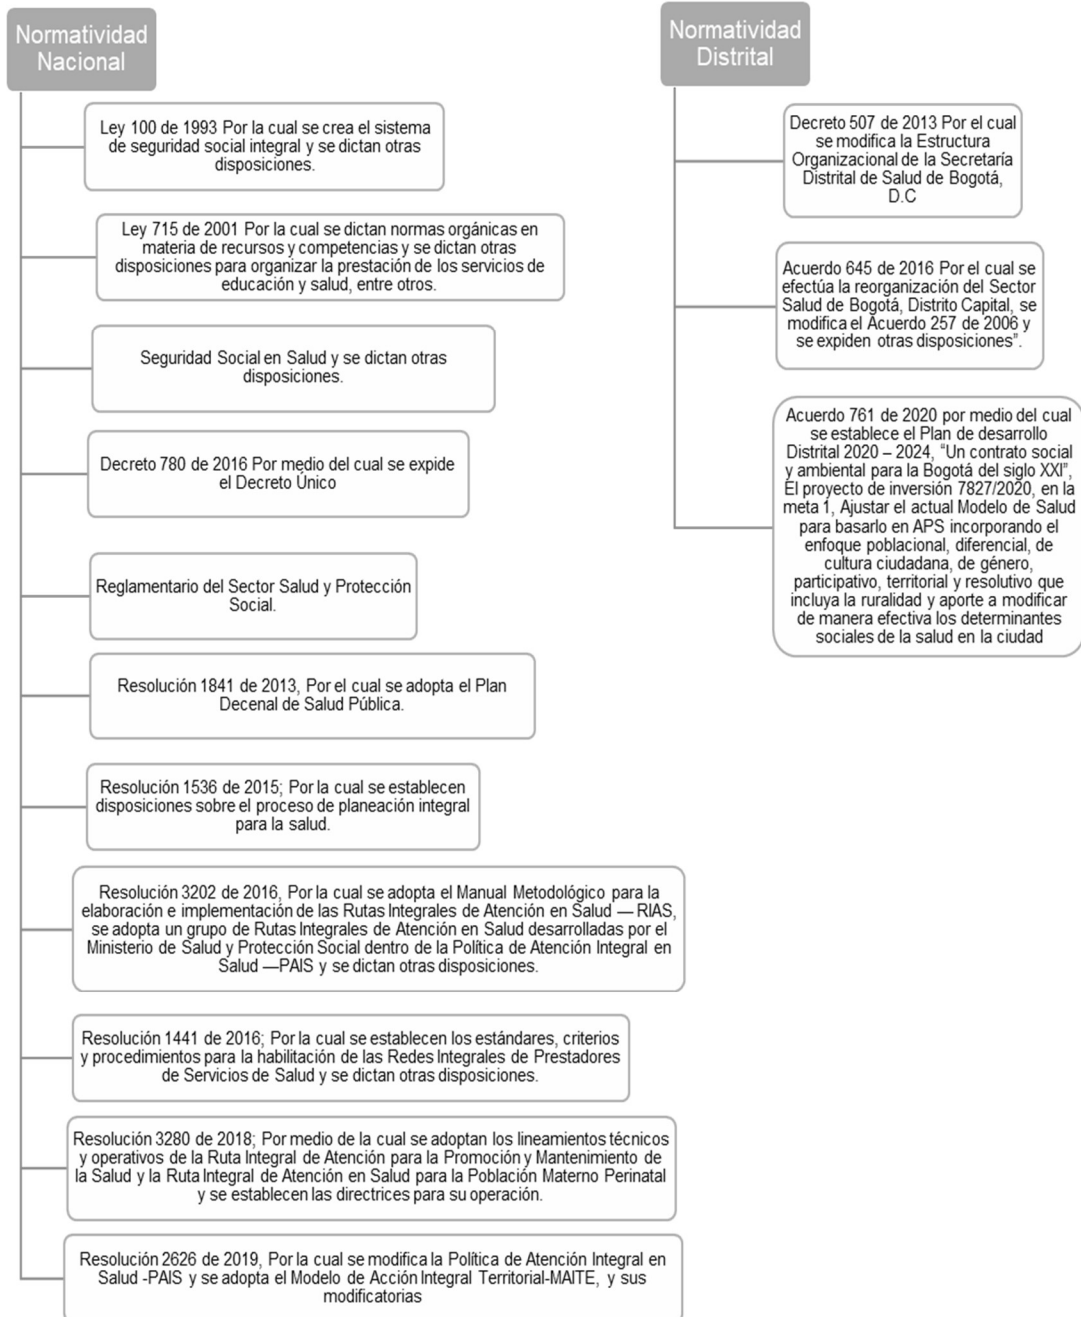 Normatividad
Nacional
Ley 100 de 1993 Por la cual se crea el sistema
de seguridad social integral y se dictan otras
disposiciones.
Ley 715 de 2001 Por la cual se dictan normas orgánicas en
materia de recursos y competencias y se dictan otras
disposiciones para organizar la prestación de los servicios de
educación y salud, entre otros.
Seguridad Social en Salud y se dictan otras
disposiciones.
Decreto 780 de 2016 Por medio del cual se expide
el Decreto Único
Reglamentario del Sector Salud y Protección
Social.
Resolución 1841 de 2013, Por el cual se adopta el Plan
Decenal de Salud Pública.
Resolución 1536 de 2015; Por la cual se establecen
disposiciones sobre el proceso de planeación integral
para la salud.
Resolución 3202 de 2016, Por la cual se adopta el Manual Metodológico para la
elaboración e implementación de las Rutas Integrales de Atención en Salud — RIAS,
se adopta un grupo de Rutas Integrales de Atención en Salud desarrolladas por el
Ministerio de Salud y Protección Social dentro de la Política de Atención Integral en
Salud —PAIS y se dictan otras disposiciones.
Resolución 1441 de 2016; Por la cual se establecen los estándares, criterios
y procedimientos para la habilitación de las Redes Integrales de Prestadores
de Servicios de Salud y se dictan otras disposiciones.
Resolución 3280 de 2018; Por medio de la cual se adoptan los lineamientos técnicos
y operativos de la Ruta Integral de Atención para la Promoción y Mantenimiento de
la Salud y la Ruta Integral de Atención en Salud para la Población Materno Perinatal
y se establecen las directrices para su operación.
Resolución 2626 de 2019, Por la cual se modifica la Política de Atención Integral en
Salud -PAIS y se adopta el Modelo de Acción Integral Territorial-MAITE, y sus
modificatorias
Normatividad
Distrital
Decreto 507 de 2013 Por el cual
se modifica la Estructura
Organizacional de la Secretaría
Distrital de Salud de Bogotá,
D.C
Acuerdo 645 de 2016 Por el cual se
efectúa la reorganización del Sector
Salud de Bogotá, Distrito Capital, se
modifica el Acuerdo 257 de 2006 y
se expiden otras disposiciones”.
Acuerdo 761 de 2020 por medio del cual
se establece el Plan de desarrollo
Distrital 2020 – 2024, “Un contrato social
y ambiental para la Bogotá del siglo XXI”,
El proyecto de inversión 7827/2020, en la
meta 1, Ajustar el actual Modelo de Salud
para basarlo en APS incorporando el
enfoque poblacional, diferencial, de
cultura ciudadana, de género,
participativo, territorial y resolutivo que
incluya la ruralidad y aporte a modificar
de manera efectiva los determinantes
sociales de la salud en la ciudad